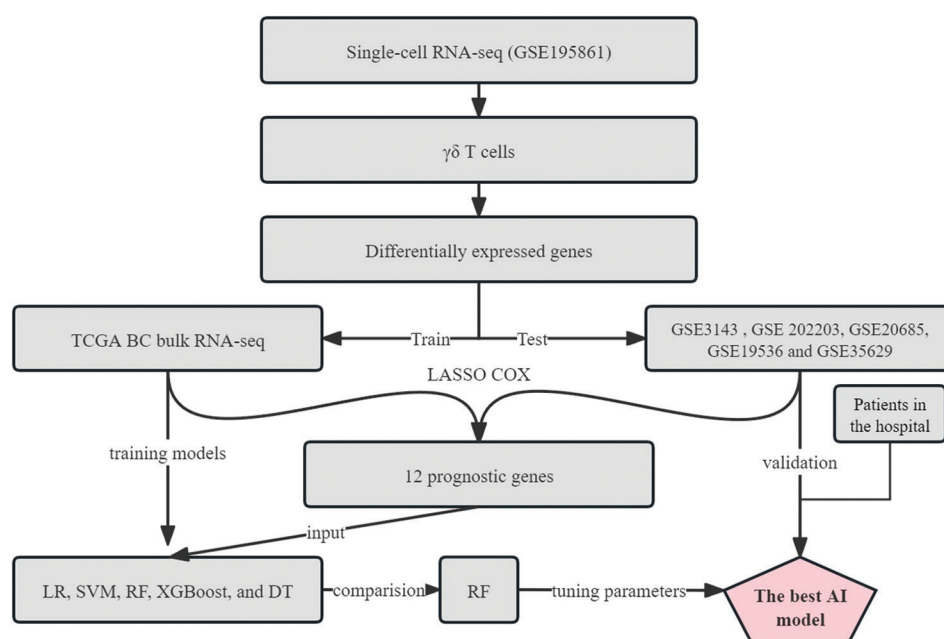 Single-cell RNA-seq (GSE195861)
γδ T cells
Differentially expressed genes
TCGA BC bulk RNA-seq
Train
Test
GSE3143 , GSE 202203, GSE20685,
GSE19536 and GSE35629
LASSO COX
Patients in
the hospital
training models
12 prognostic genes
validation
input
LR, SVM, RF, XGBoost, and DT
comparision
RF
tuning parameters
The best AI
model